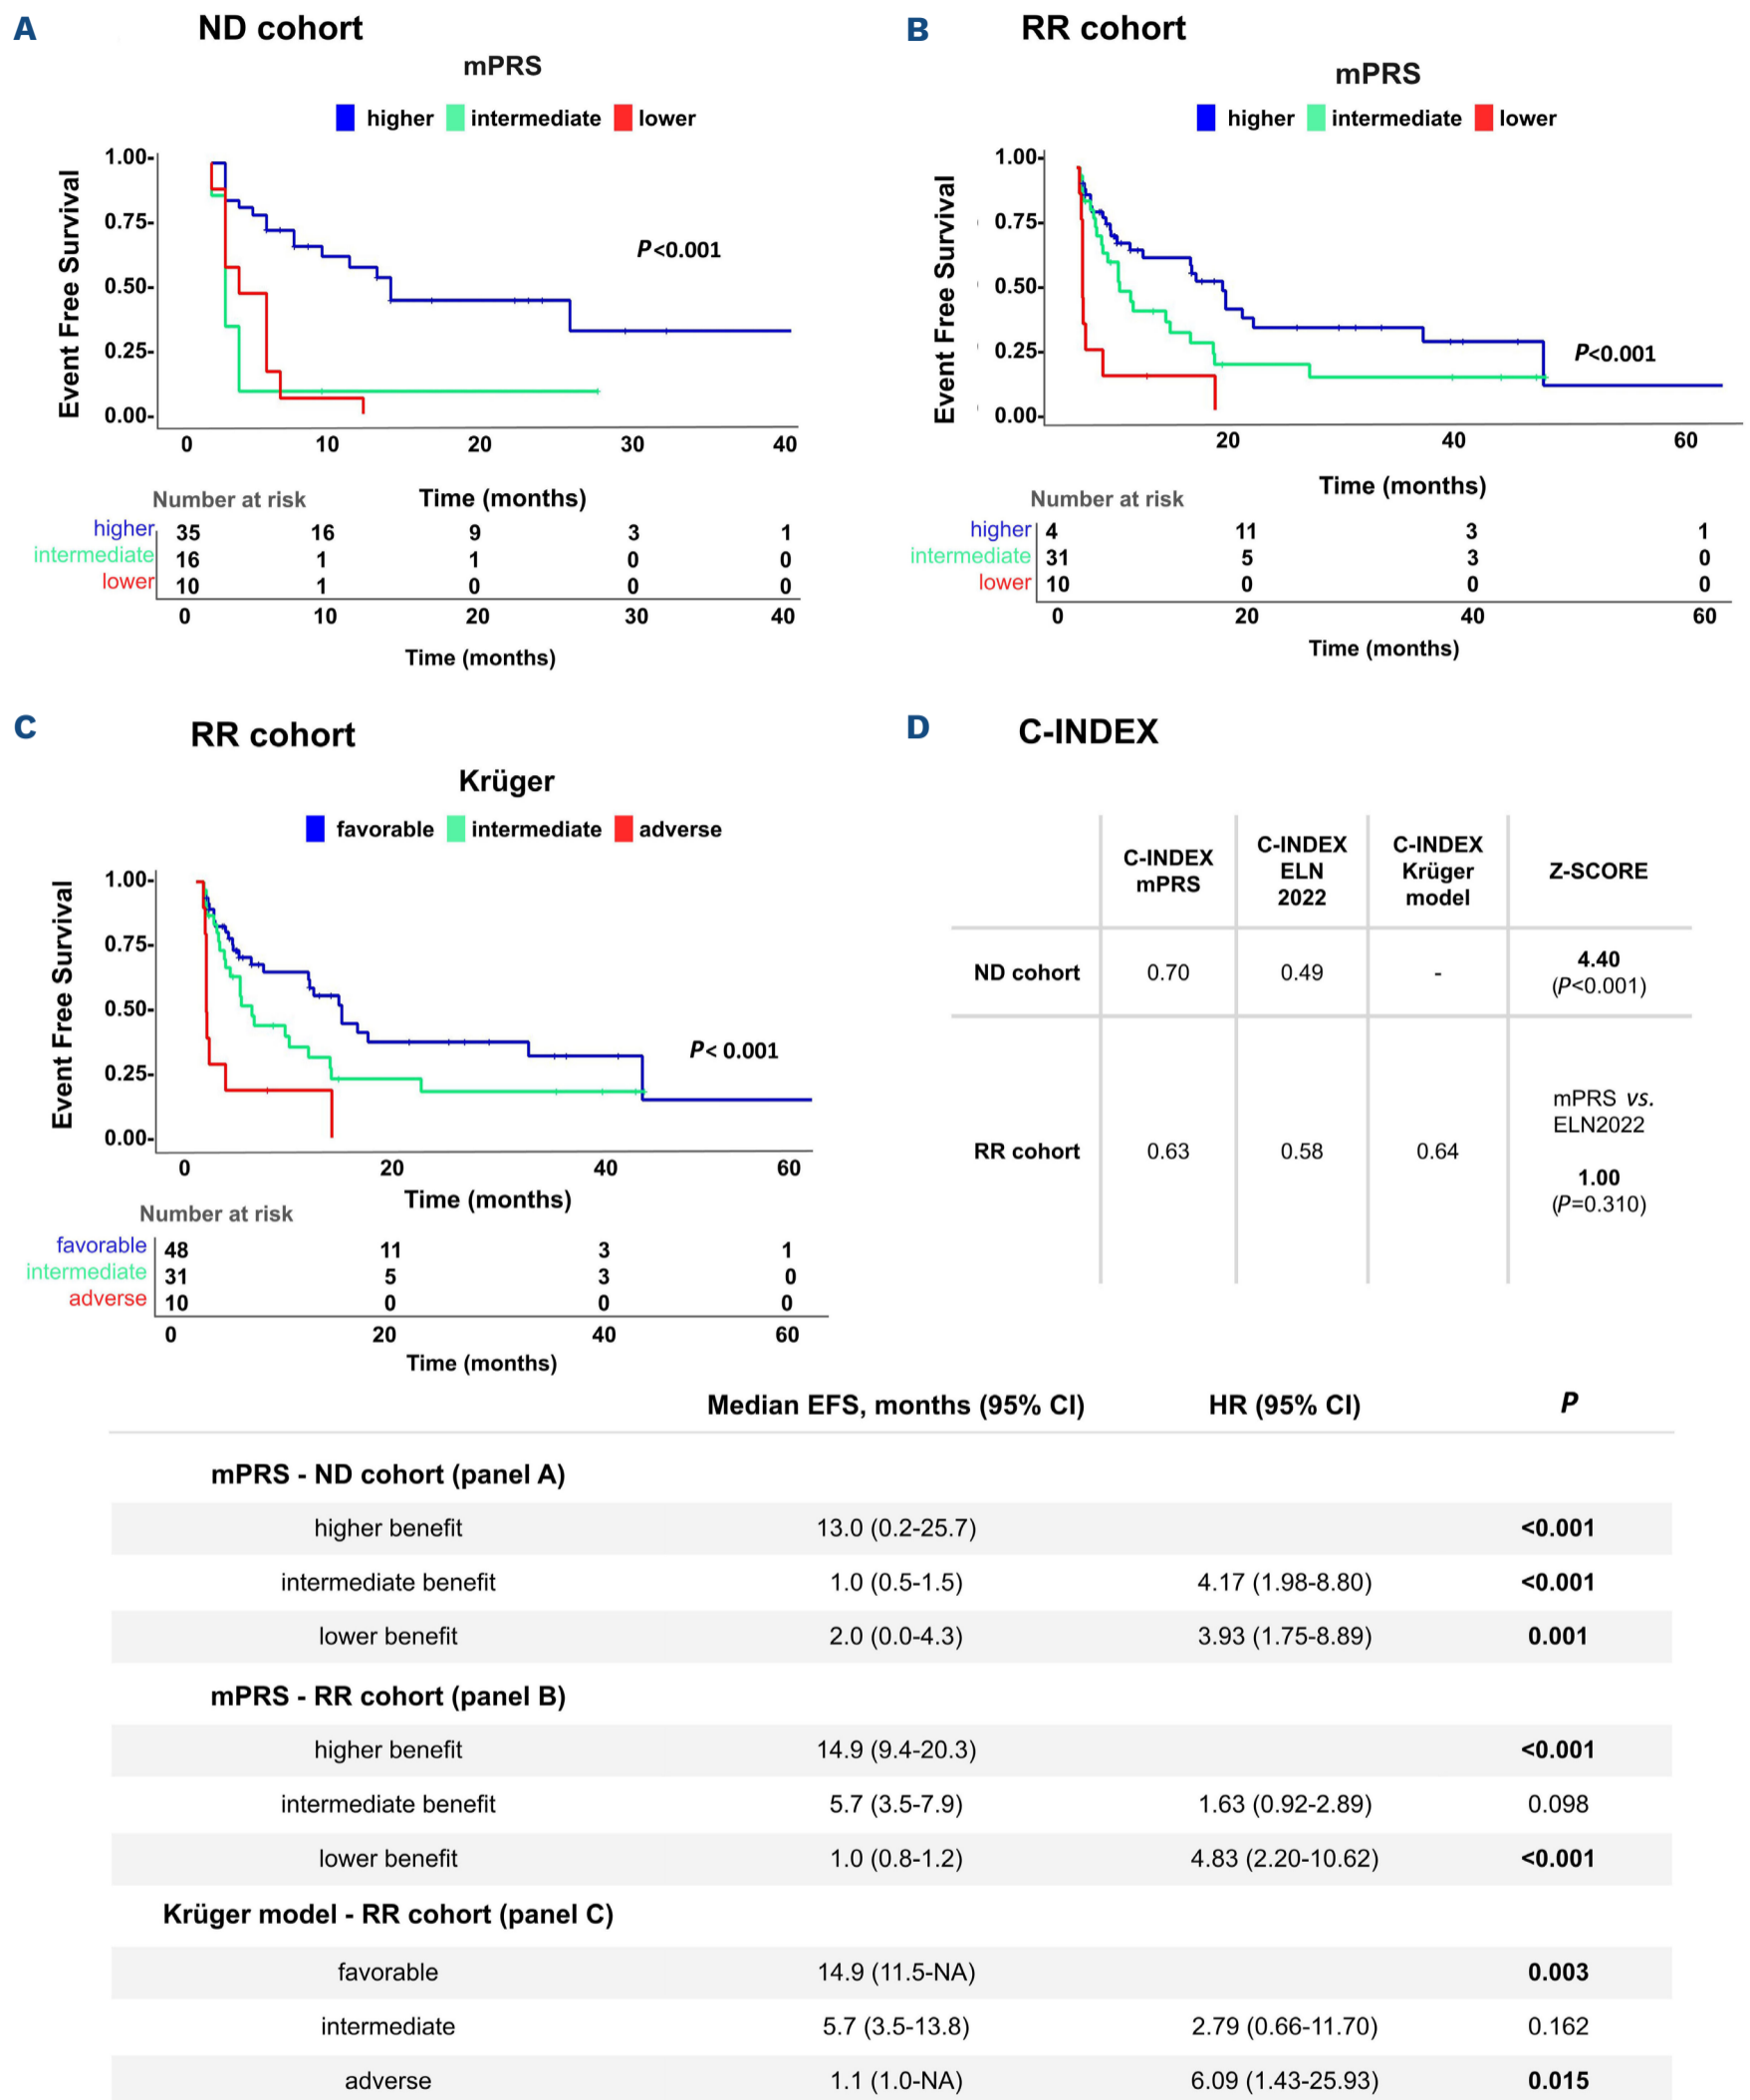 A ND cohort
mPRS
higher intermediate lower
Event Free Survival
1.00-
0.75-
0.50-
0.25-
0.00-
P<0.001
0 10 20 30 40
Number at risk Time (months)
higher 35 16 9 3 1
intermediate 16 1 1 0 0
lower 10 1 0 0 0
0 10 20 30 40
Time (months)
B RR cohort
mPRS
higher intermediate lower
Event Free Survival
1.00-
0.75-
0.50-
0.25-
0.00-
P<0.001
20 40 60
Time (months)
Number at risk
higher 4 11 3 1
intermediate 31 5 3 0
lower 10 0 0 0
0 20 40 60
Time (months)
C RR cohort
Krüger
favorable intermediate adverse
Event Free Survival
1.00-
0.75-
0.50-
0.25-
0.00-
P< 0.001
0 20 40 60
Time (months)
Number at risk
favorable 48 11 3 1
intermediate 31 5 3 0
adverse 10 0 0 0
0 20 40 60
Time (months)
D C-INDEX
C-INDEX mPRS C-INDEX ELN 2022 C-INDEX Krüger model Z-SCORE
ND cohort 0.70 0.49 - 4.40 (P<0.001)
RR cohort 0.63 0.58 0.64 mPRS vs. ELN2022 1.00 (P=0.310)
Median EFS, months (95% CI) HR (95% CI) P
mPRS - ND cohort (panel A)
higher benefit 13.0 (0.2-25.7) <0.001
intermediate benefit 1.0 (0.5-1.5) 4.17 (1.98-8.80) <0.001
lower benefit 2.0 (0.0-4.3) 3.93 (1.75-8.89) 0.001
mPRS - RR cohort (panel B)
higher benefit 14.9 (9.4-20.3) <0.001
intermediate benefit 5.7 (3.5-7.9) 1.63 (0.92-2.89) 0.098
lower benefit 1.0 (0.8-1.2) 4.83 (2.20-10.62) <0.001
Krüger model - RR cohort (panel C)
favorable 14.9 (11.5-NA) 0.003
intermediate 5.7 (3.5-13.8) 2.79 (0.66-11.70) 0.162
adverse 1.1 (1.0-NA) 6.09 (1.43-25.93) 0.015